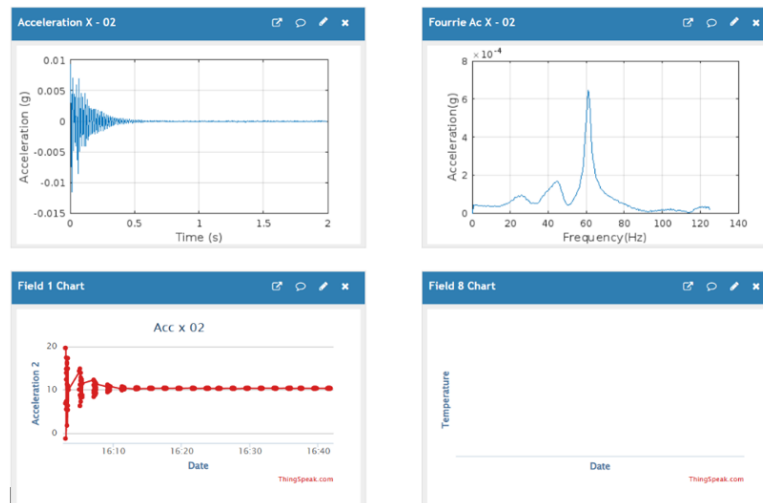 Acceleration X - 02
0.01
0.005
0
-0.005
-0.01
-0.015
0
0.5
1
1.5
2
Acceleration (g)
Time (s)
Fourrie Ac X - 02
× 10⁻⁴
8
6
4
2
0
0
20
40
60
80
100
120
140
Acceleration(g)
Frequency(Hz)
Field 1 Chart
Acc x 02
20
10
0
Acceleration 2
16:10
16:20
16:30
16:40
Date
ThingSpeak.com
Field 8 Chart
Temperature
Date
ThingSpeak.com